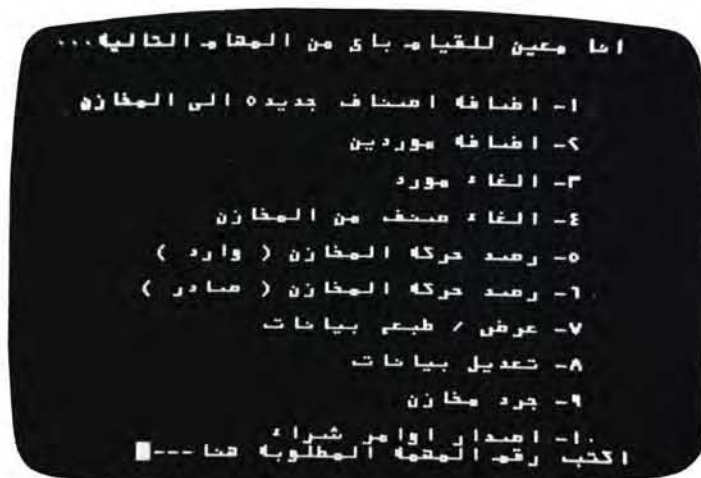 انا معين للقيام باى من المهام التاليه...
١- اضافه اصناف جديده الى المخازن
٢- اضافه موردين
٣- الغاء مورد
٤- الغاء صنف من المخازن
٥- رصد حركه المخازن ( وارد )
٦- رصد حركه المخازن ( صادر )
٧- عرض / طبع بيانات
٨- تعديل بيانات
٩- جرد مخازن
١٠- اصدار اوامر شراء
اكتب رقم المهمه المطلوبه هنا---